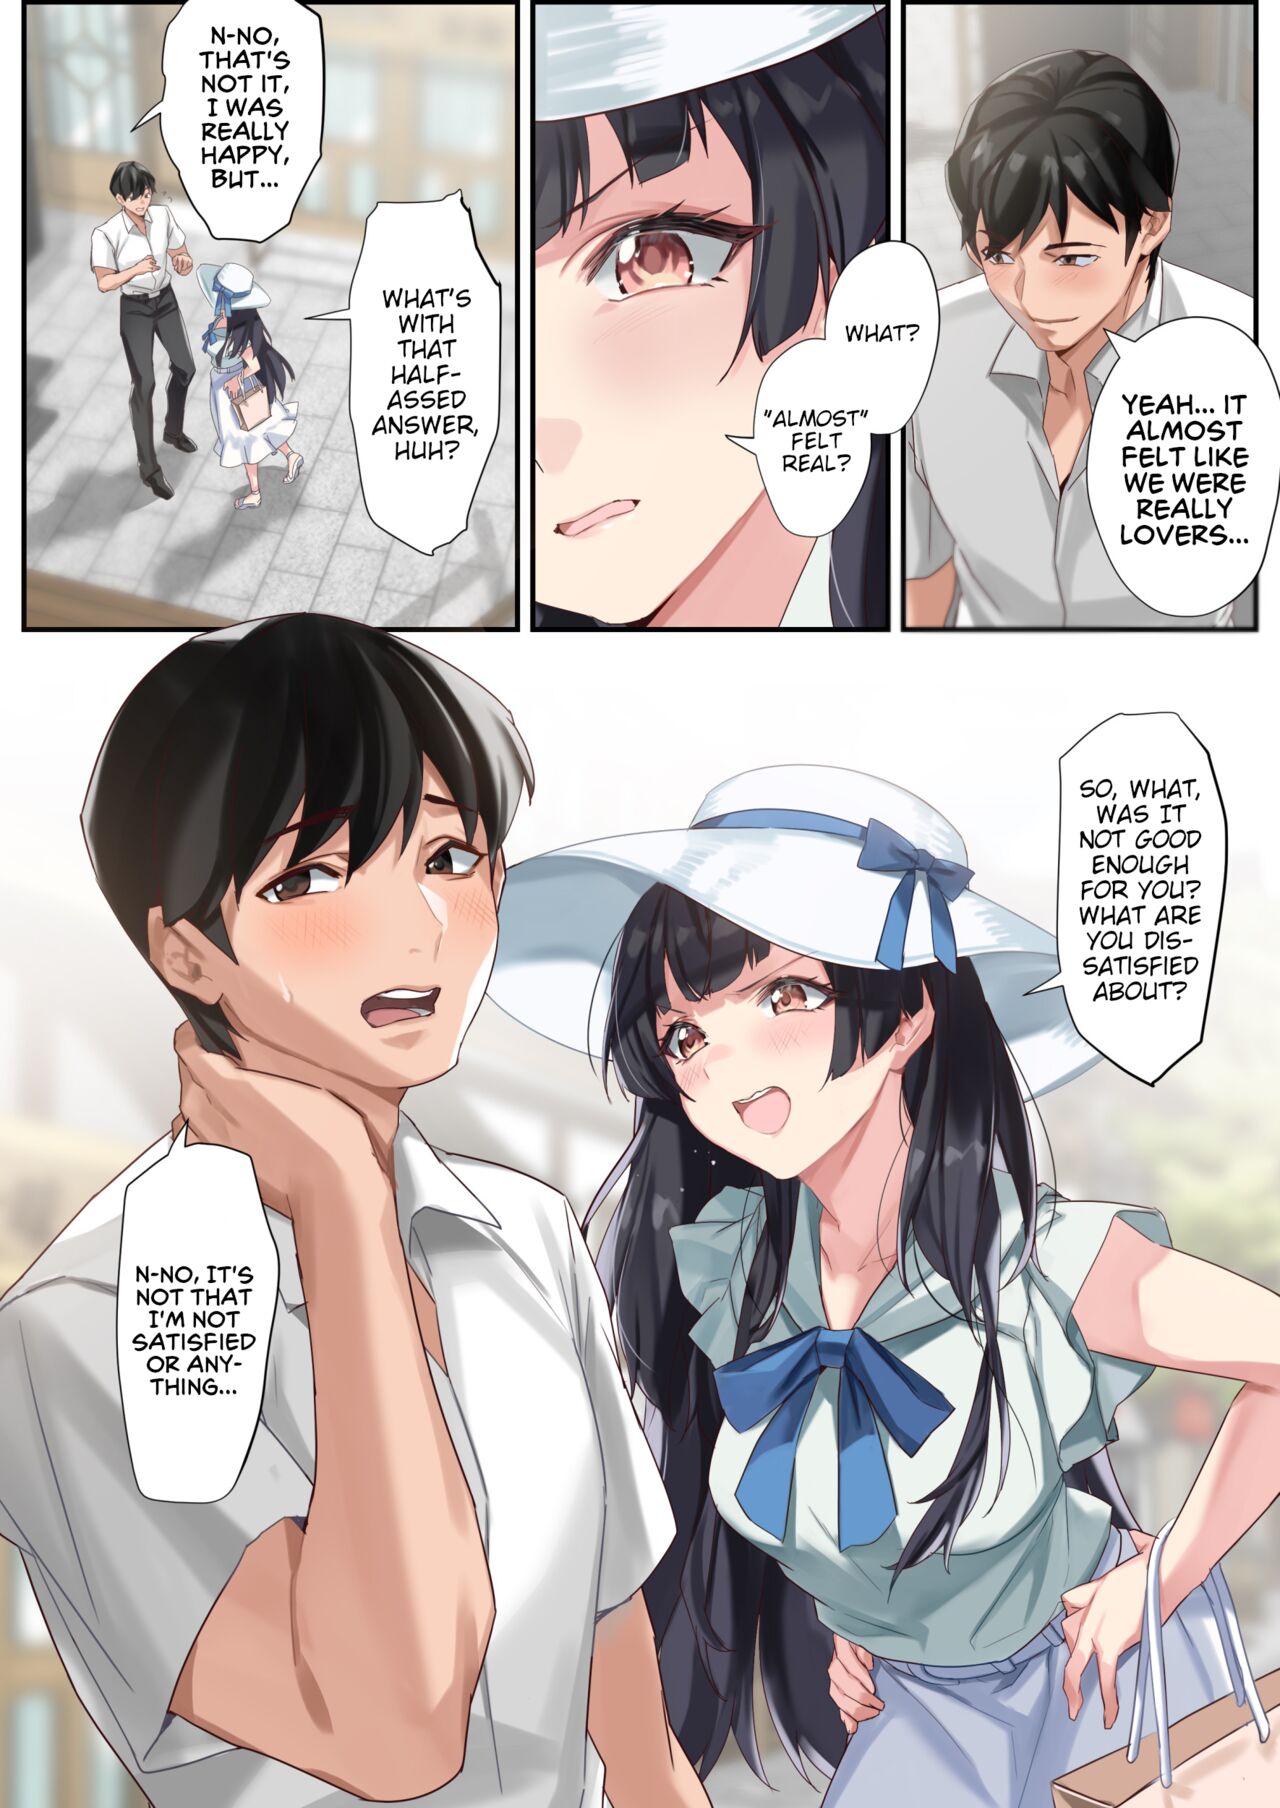 YEAH... IT
ALMOST
FELT LIKE
WE WERE
REALLY
LOVERS...
WHAT?
"ALMOST"
FELT
REAL?
N-NO,
THAT'S
NOT IT,
I WAS
REALLY
HAPPY,
BUT...
WHAT'S
WITH
THAT
HALF-
ASSED
ANSWER,
HUH?
SO, WHAT,
WAS IT
NOT GOOD
ENOUGH
FOR YOU?
WHAT ARE
YOU DIS-
SATISFIED
ABOUT?
N-NO, IT'S
NOT THAT
I'M NOT
SATISFIED
OR ANY-
THING...